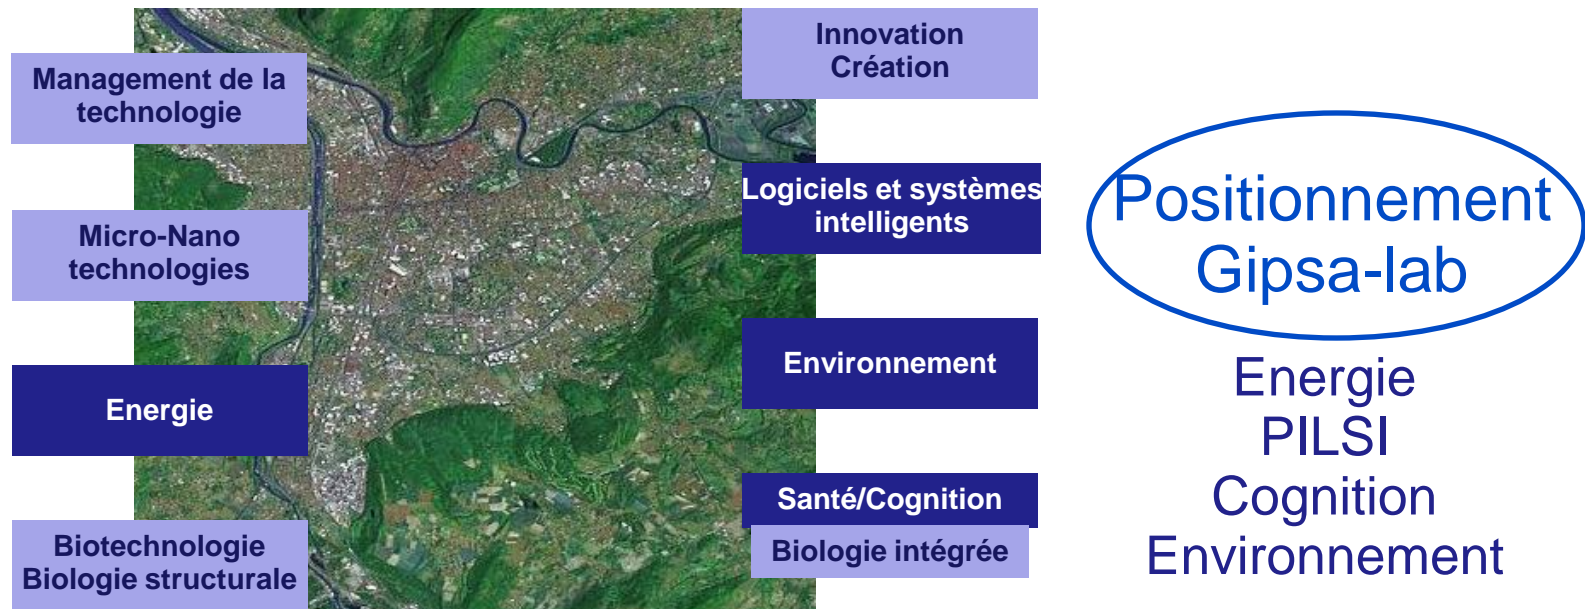 Management de la
technologie
Micro-Nano
technologies
Energie
Biotechnologie
Biologie structurale
Innovation
Création
Logiciels et systèmes
intelligents
Environnement
Santé/Cognition
Biologie intégrée
Positionnement
Gipsa-lab
Energie
PILSI
Cognition
Environnement